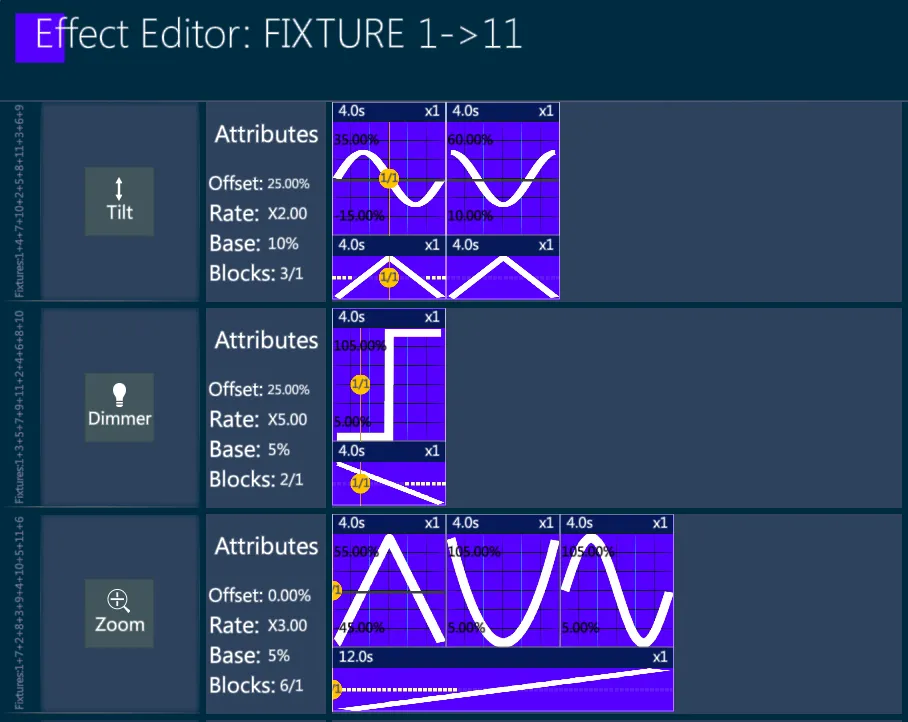 Effect Editor: FIXTURE 1->11
Fixtures:1+4+7+10+2+5+8+11+3+6+9
Tilt
Attributes
Offset: 25.00%
Rate: X2.00
Base: 10%
Blocks: 3/1
4.0s x1 4.0s x1
35.00% 60.00%
1/1
-15.00% 10.00%
4.0s x1 4.0s x1
1/1
Fixtures:1+3+5+7+9+11+2+4+6+8+10
Dimmer
Attributes
Offset: 25.00%
Rate: X5.00
Base: 5%
Blocks: 2/1
4.0s x1
105.00%
1/1
5.00%
4.0s x1
1/1
Fixtures:1+7+2+8+3+9+4+10+5+11+6
Zoom
Attributes
Offset: 0.00%
Rate: X3.00
Base: 5%
Blocks: 6/1
4.0s x1 4.0s x1 4.0s x1
55.00% 105.00% 105.00%
/1
-45.00% 5.00% 5.00%
12.0s x1
/1